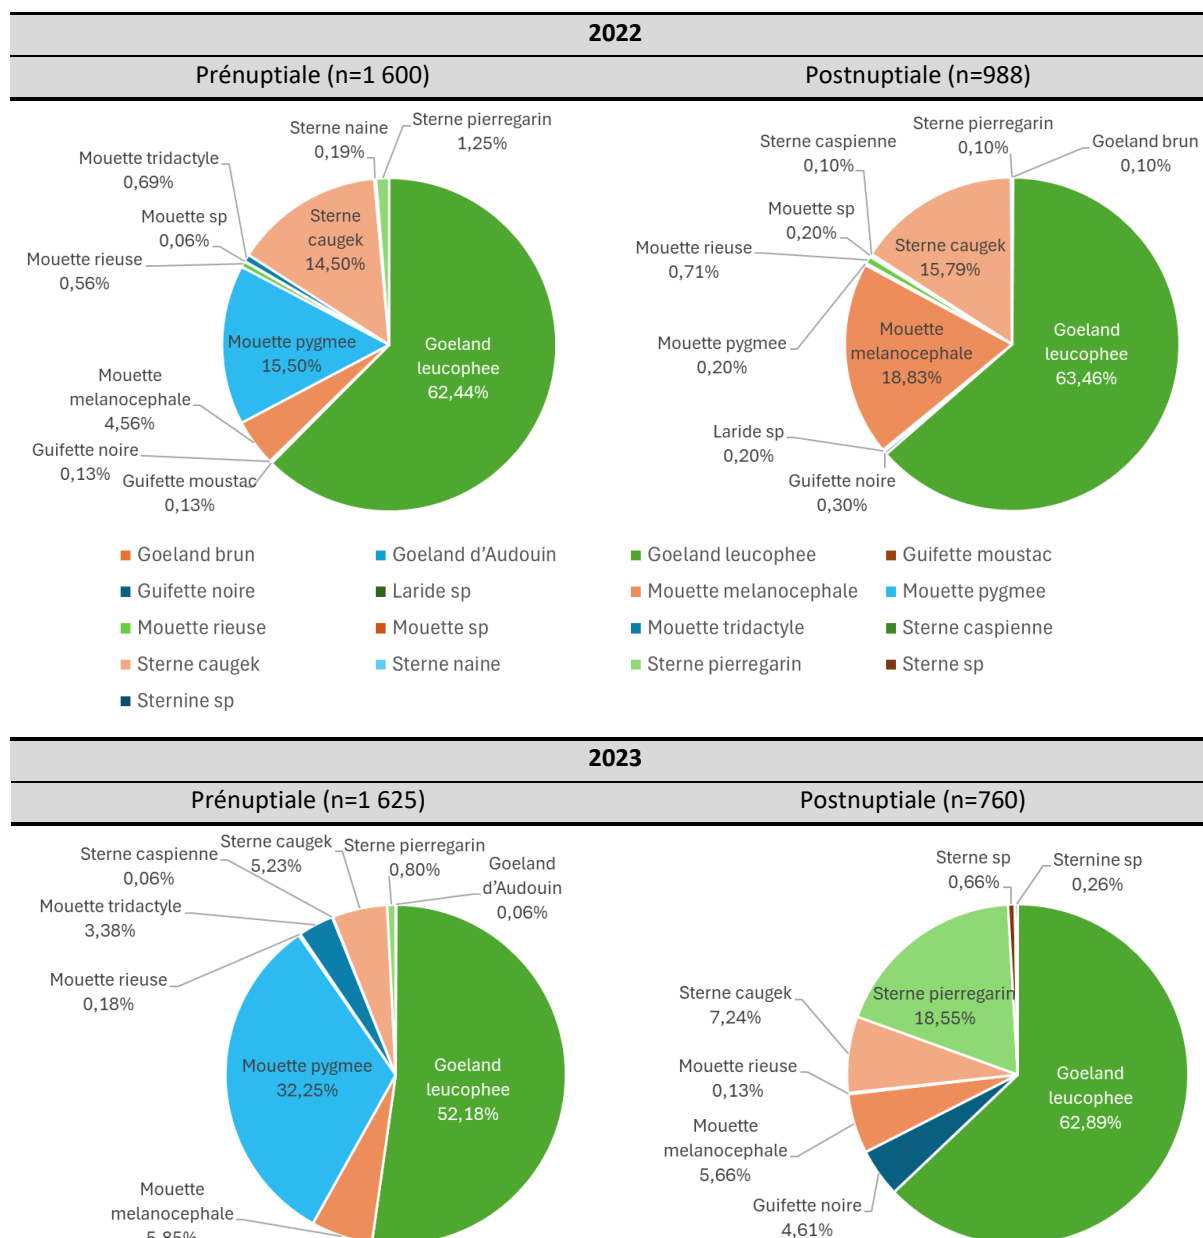 2022
Prénuptiale (n=1 600)
Postnuptiale (n=988)
Sterne naine
0,19%
Sterne pierregarin
1,25%
Mouette tridactyle
0,69%
Mouette sp
0,06%
Mouette rieuse
0,56%
Sterne
caugek
14,50%
Mouette pygmee
15,50%
Goeland
leucophee
62,44%
Mouette
melanocephale
4,56%
Guifette noire
0,13%
Guifette moustac
0,13%
Sterne pierregarin
0,10%
Sterne caspienne
0,10%
Goeland brun
0,10%
Mouette sp
0,20%
Mouette rieuse
0,71%
Sterne caugek
15,79%
Mouette pygmee
0,20%
Mouette
melanocephale
18,83%
Goeland
leucophee
63,46%
Laride sp
0,20%
Guifette noire
0,30%
Goeland brun
Goeland d'Audouin
Goeland leucophee
Guifette moustac
Guifette noire
Laride sp
Mouette melanocephale
Mouette pygmee
Mouette rieuse
Mouette sp
Mouette tridactyle
Sterne caspienne
Sterne caugek
Sterne naine
Sterne pierregarin
Sterne sp
Sternine sp
2023
Prénuptiale (n=1 625)
Postnuptiale (n=760)
Sterne caugek
5,23%
Sterne pierregarin
0,80%
Sterne caspienne
0,06%
Goeland
d'Audouin
0,06%
Mouette tridactyle
3,38%
Mouette rieuse
0,18%
Mouette pygmee
32,25%
Goeland
leucophee
52,18%
Mouette
melanocephale
5,85%
Sterne sp
0,66%
Sternine sp
0,26%
Sterne caugek
7,24%
Sterne pierregarin
18,55%
Mouette rieuse
0,13%
Mouette
melanocephale
5,66%
Goeland
leucophee
62,89%
Guifette noire
4,61%